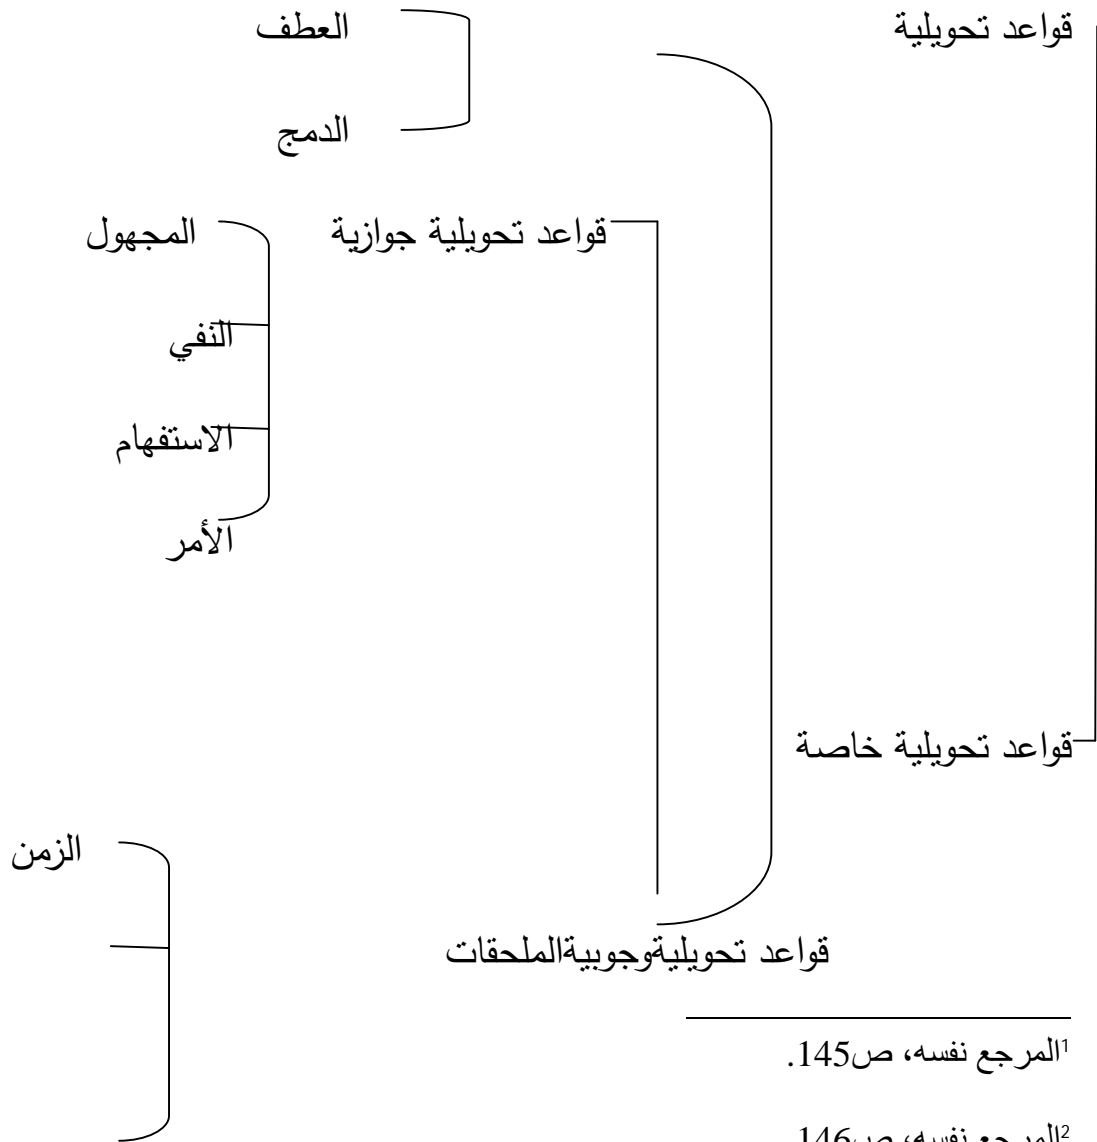 قواعد تحويلية العطف
الدمج
قواعد تحويلية جوازية المجهول
النفي
الاستفهام
الأمر
قواعد تحويلية خاصة
الزمن
قواعد تحويليةوجوبيةالملحقات
1المرجع نفسه، ص145.
2المرجع نفسه، ص146